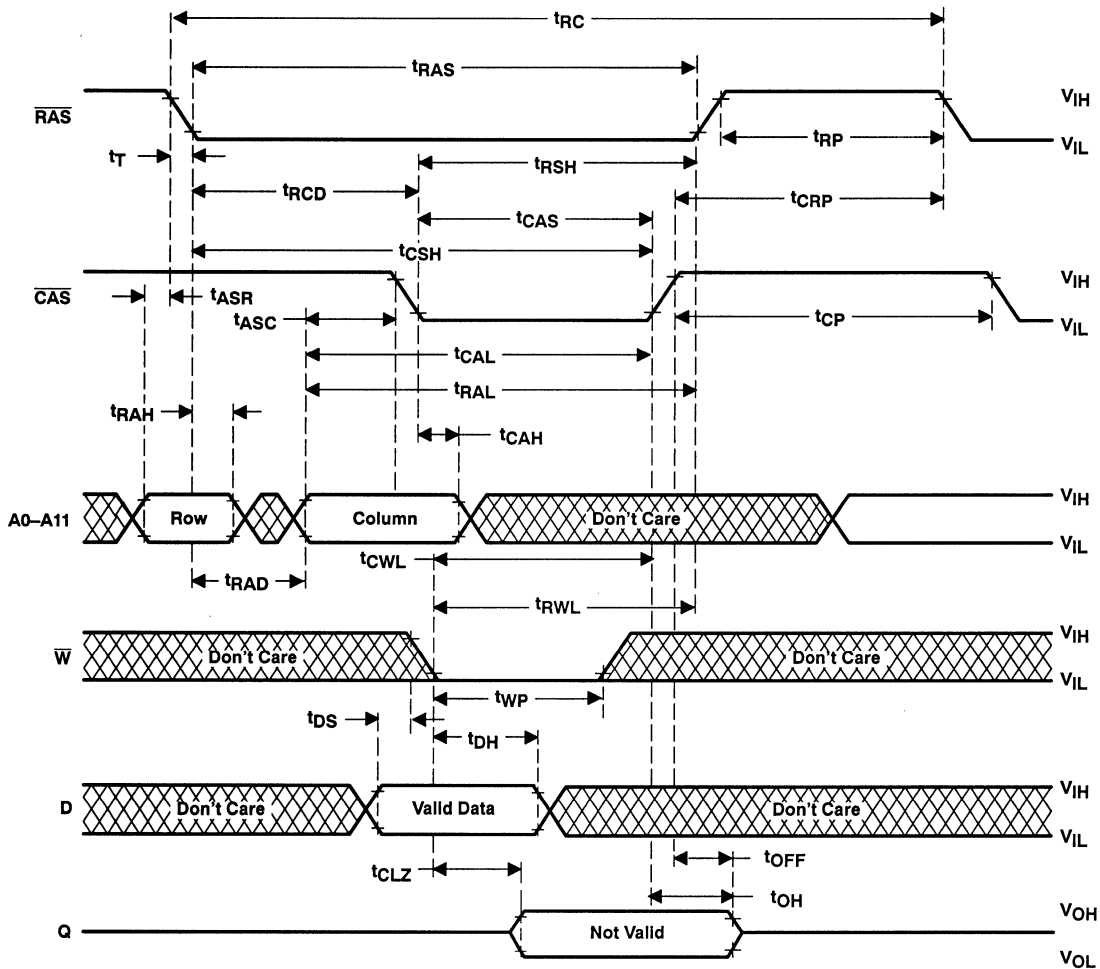 tRC
tRAS
RAS
VIH
VIL
tRP
tT
tRSH
tRCD
tCRP
tCAS
tCSH
CAS
VIH
VIL
tASR
tASC
tCP
tCAL
tRAL
tRAH
tCAH
A0–A11
Row
Column
Don't Care
VIH
VIL
tCWL
tRAD
tRWL
W
Don't Care
Don't Care
VIH
VIL
tWP
tDS
tDH
D
Don't Care
Valid Data
Don't Care
VIH
VIL
tOFF
tCLZ
tOH
Q
Not Valid
VOH
VOL